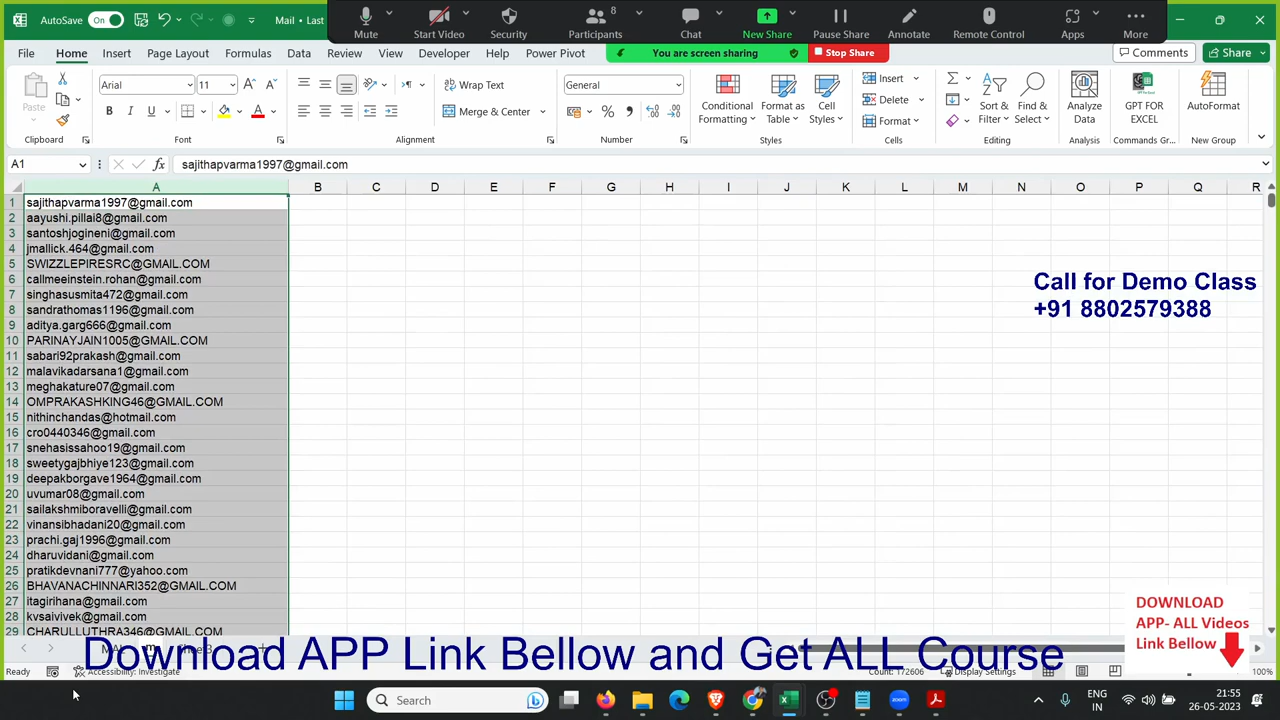 AutoSave On Mail • Last
Mute Start Video Security Participants 8 Chat New Share Pause Share Annotate Remote Control Apps More
You are screen sharing Stop Share
File Home Insert Page Layout Formulas Data Review View Developer Help Power Pivot Comments Share
Paste Arial 11 Wrap Text General Conditional Formatting Format as Table Cell Styles Insert Sort & Filter Find & Select Analyze Data GPT FOR EXCEL AutoFormat
Delete
Merge & Center Format
Clipboard Font Alignment Number Styles Cells Editing Analysis Commands Gr... New Group
A1 fx sajithapvarma1997@gmail.com
A B C D E F G H I J K L M N O P Q R
1 sajithapvarma1997@gmail.com
2 aayushi.pillai8@gmail.com
3 santoshjogineni@gmail.com
4 jmallick.464@gmail.com
5 SWIZZLEPIRESRC@GMAIL.COM
6 callmeeinstein.rohan@gmail.com
7 singhasusmita472@gmail.com
8 sandrathomas1196@gmail.com
9 aditya.garg666@gmail.com
10 PARINAYJAIN1005@GMAIL.COM
11 sabari92prakash@gmail.com
12 malavikadarsana1@gmail.com
13 meghakature07@gmail.com
14 OMPRAKASHKING46@GMAIL.COM
15 nithinchandas@hotmail.com
16 cro0440346@gmail.com
17 snehasissahoo19@gmail.com
18 sweetygajbhiye123@gmail.com
19 deepakborgave1964@gmail.com
20 uvumar08@gmail.com
21 sailakshmiboravelli@gmail.com
22 vinansibhadani20@gmail.com
23 prachi.gaj1996@gmail.com
24 dharuvidani@gmail.com
25 pratikdevnani777@yahoo.com
26 BHAVANACHINNARI352@GMAIL.COM
27 itagirihana@gmail.com
28 kvsaivivek@gmail.com
29 CHARULLUTHRA346@GMAIL.COM
Call for Demo Class
+91 8802579388
DOWNLOAD
APP- ALL Videos
Link Bellow
Download APP Link Bellow and Get ALL Course
Ready Accessibility: Investigate Count: 172606 Display Settings 100%
Search ENG IN 21:55
26-05-2023